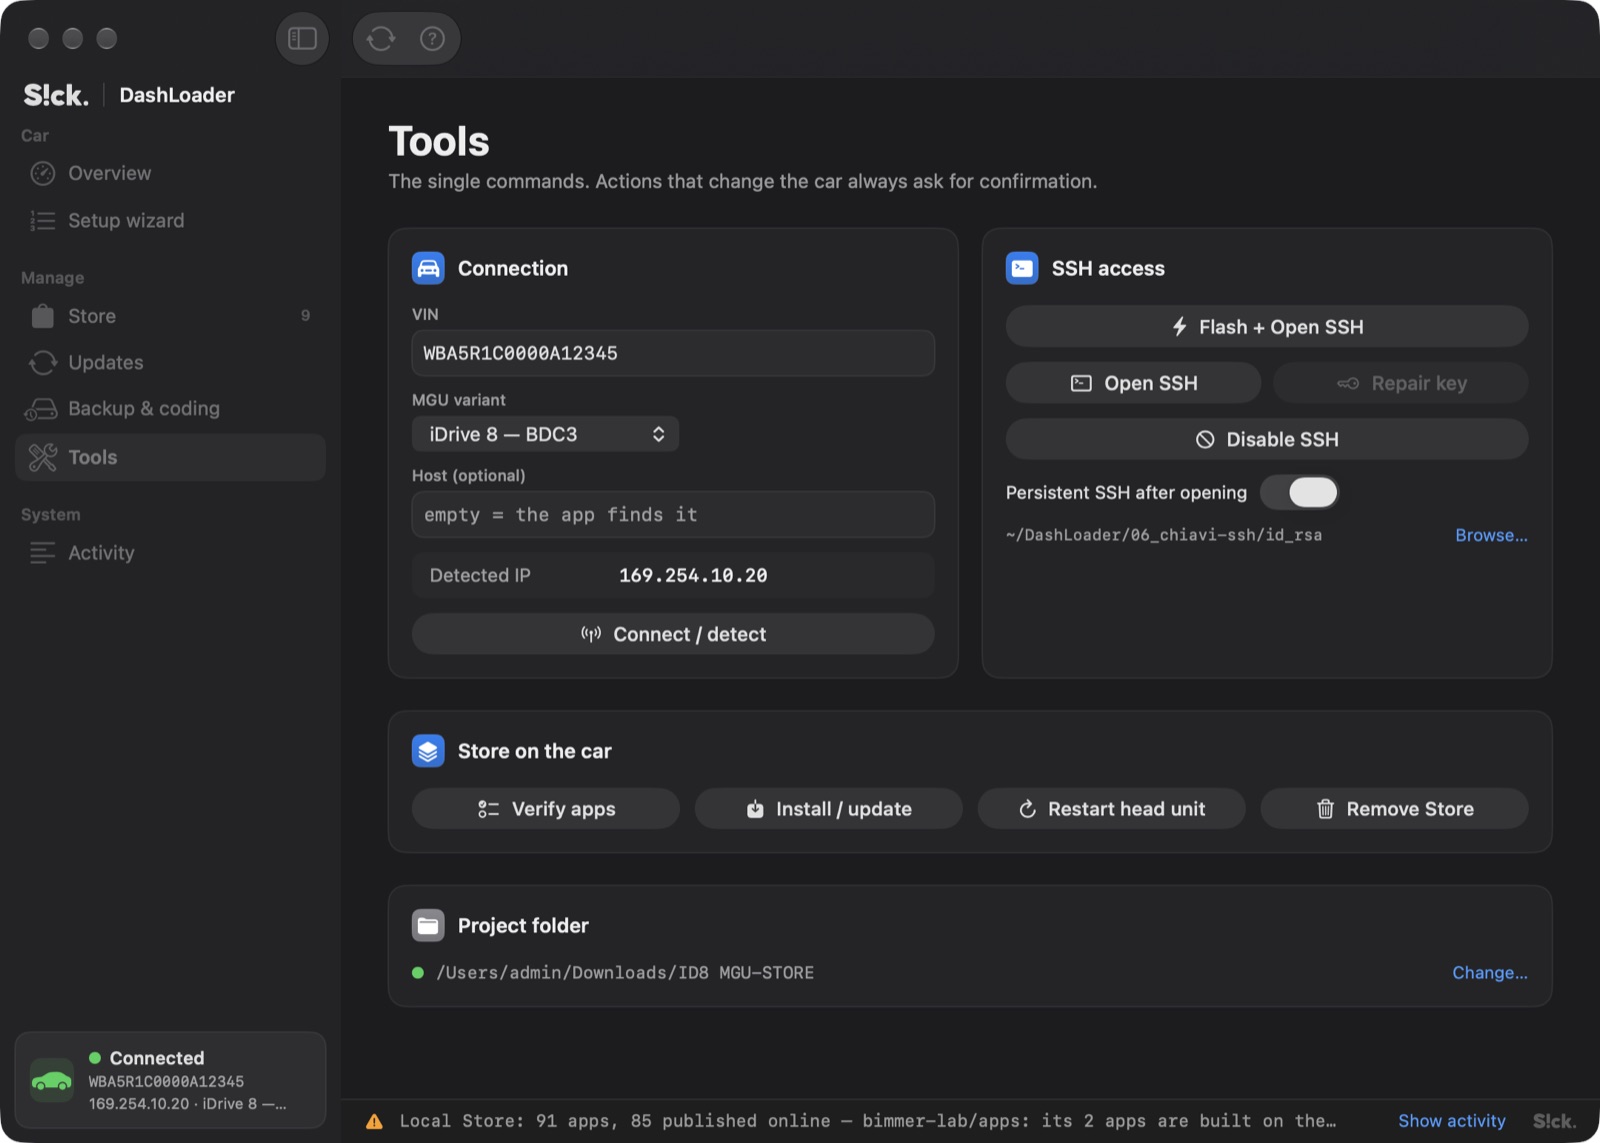 S!ck. DashLoader
Car
Overview
Setup wizard
Manage
Store 9
Updates
Backup & coding
Tools
System
Activity
Connected
WBA5R1C0000A12345
169.254.10.20 · iDrive 8 —...
Tools
The single commands. Actions that change the car always ask for confirmation.
Connection
VIN
WBA5R1C0000A12345
MGU variant
iDrive 8 — BDC3
Host (optional)
empty = the app finds it
Detected IP 169.254.10.20
Connect / detect
SSH access
Flash + Open SSH
Open SSH
Repair key
Disable SSH
Persistent SSH after opening
~/DashLoader/06_chiavi-ssh/id_rsa Browse...
Store on the car
Verify apps
Install / update
Restart head unit
Remove Store
Project folder
/Users/admin/Downloads/ID8 MGU-STORE Change...
Local Store: 91 apps, 85 published online — bimmer-lab/apps: its 2 apps are built on the… Show activity S!ck.